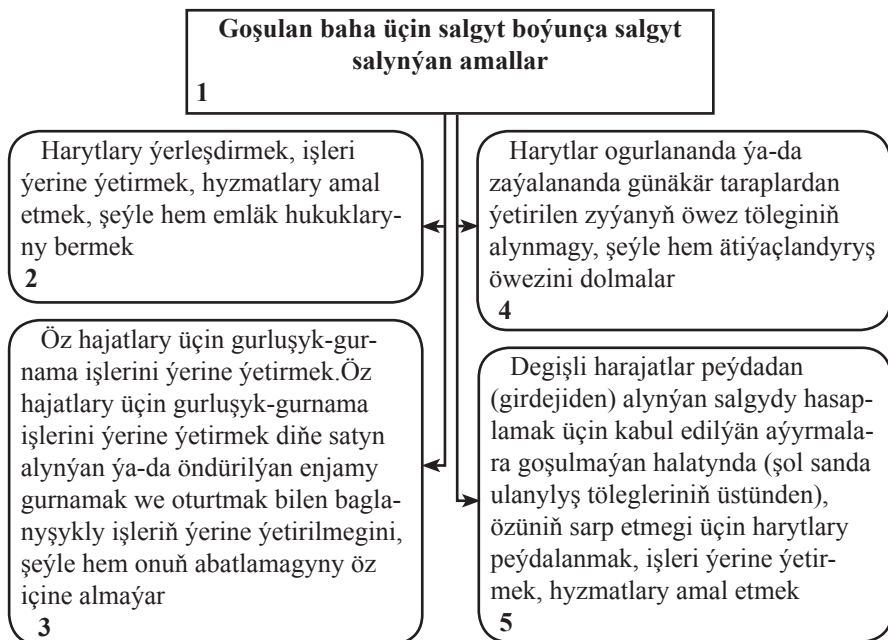 Goşulan baha üçin salgyt boýunça salgyt
salynýan amallar
1
Harytlary ýerleşdirmek, işleri
ýerine ýetirmek, hyzmatlary amal
etmek, şeýle hem emläk hukuklary-
ny bermek
2
Öz hajatlary üçin gurluşyk-gur-
nama işlerini ýerine ýetirmek.Öz
hajatlary üçin gurluşyk-gurnama
işlerini ýerine ýetirmek diňe satyn
alynýan ýa-da öndürilýan enjamy
gurnamak we oturtmak bilen bagla-
nyşykly işleriň ýerine ýetirilmegini,
şeýle hem onuň abatlamagyny öz
içine almaýar
3
Harytlar ogurlananda ýa-da
zaýalananda günäkär taraplardan
ýetirilen zyýanyň öwez töleginiň
alynmagy, şeýle hem ätiýaçlandyryş
öwezini dolmalar
4
Degişli harajatlar peýdadan
(girdejiden) alynýan salgydy hasap-
lamak üçin kabul edilýän aýyrmala-
ra goşulmaýan halatynda (şol sanda
ulanylyş tölegleriniň üstünden),
özüniň sarp etmegi üçin harytlary
peýdalanmak, işleri ýerine ýetir-
mek, hyzmatlary amal etmek
5